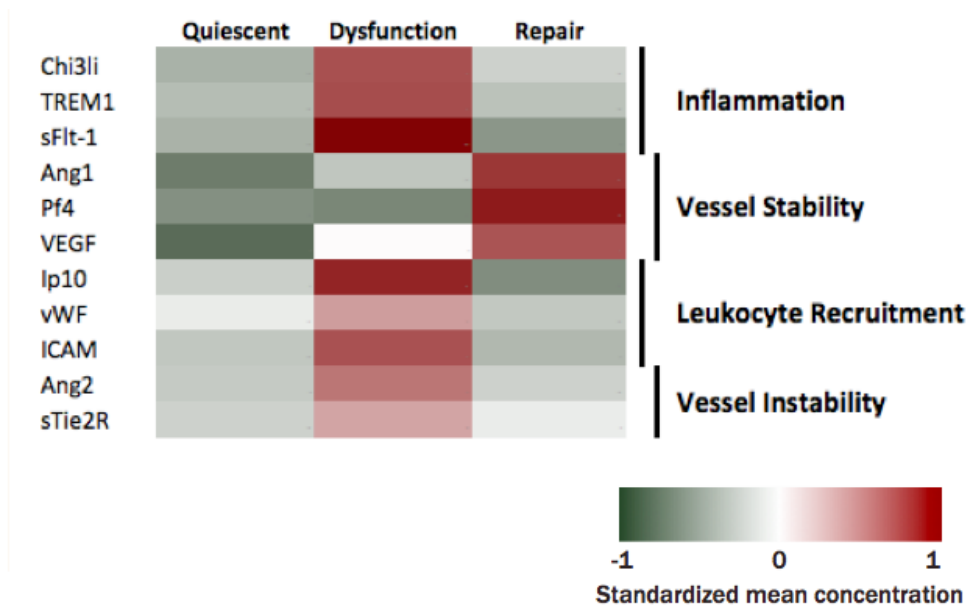 Quiescent Dysfunction Repair
Chi3li
TREM1
Inflammation
sFlt-1
Ang1
Pf4
Vessel Stability
VEGF
Ip10
vWF
Leukocyte Recruitment
ICAM
Ang2
Vessel Instability
sTie2R
-1 0 1
Standardized mean concentration